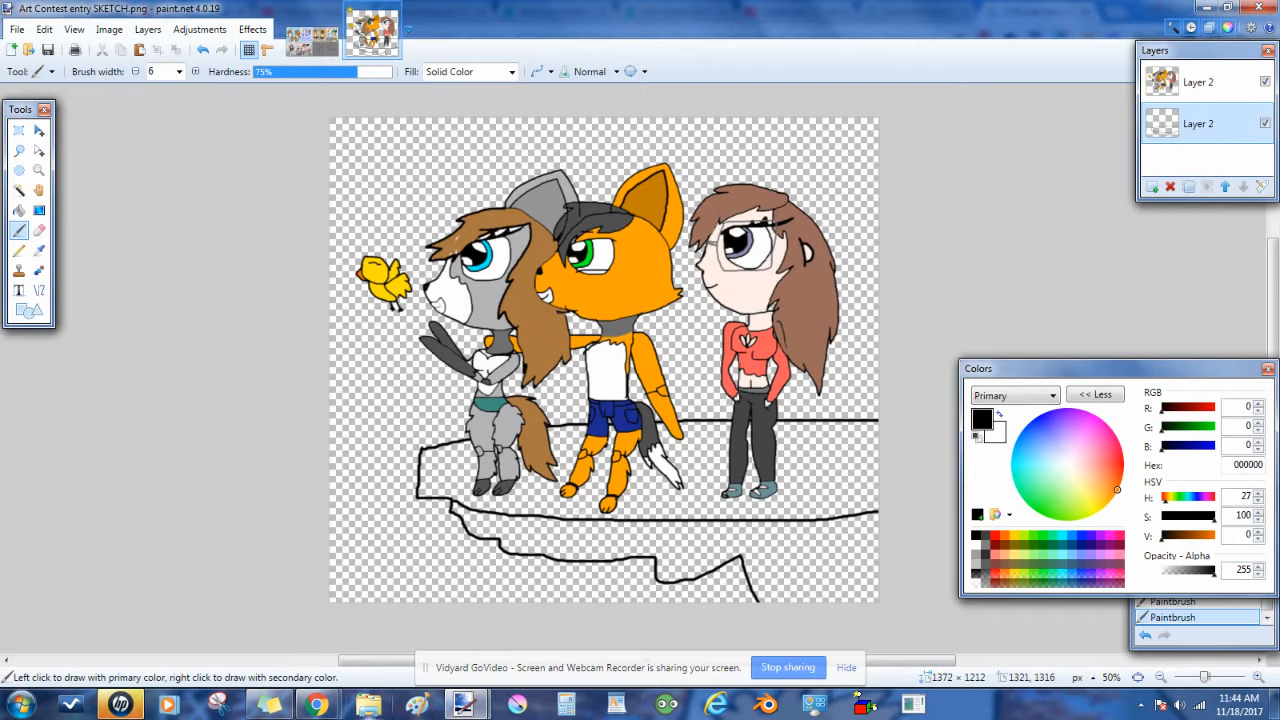 Art Contest entry SKETCH.png - paint.net 4.0.19
File Edit View Image Layers Adjustments Effects
Tool: Brush width: 6 Hardness: 75% Fill: Solid Color Normal
Tools
Layers
Layer 2
Layer 2
Colors
Primary << Less
RGB
R: 0
G: 0
B: 0
Hex: 000000
HSV
H: 27
S: 100
V: 0
Opacity - Alpha
255
Paintbrush
Paintbrush
Vidyard GoVideo - Screen and Webcam Recorder is sharing your screen. Stop sharing Hide
Left click to draw with primary color, right click to draw with secondary color. 1372 × 1212 1321, 1316 px 50%
11:44 AM
11/18/2017